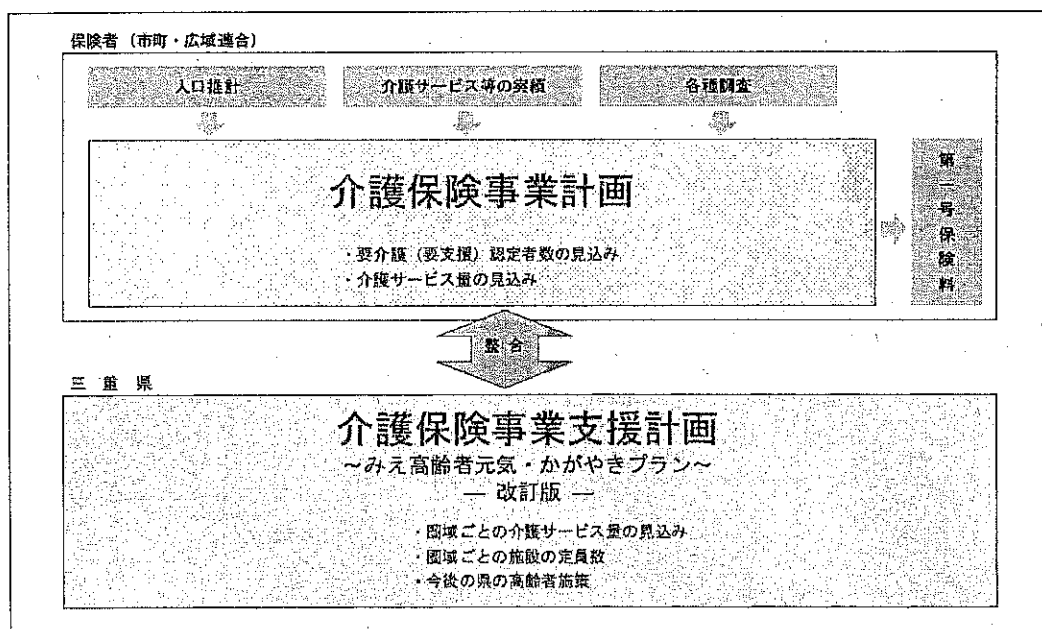 保険者（市町・広域連合）
人口推計
介護サービス等の実績
各種調査
介護保険事業計画
・要介護（要支援）認定者数の見込み
・介護サービス量の見込み
第一号保険料
整合
三重県
介護保険事業支援計画
～みえ高齢者元気・かがやきプラン～
― 改訂版 ―
・圏域ごとの介護サービス量の見込み
・圏域ごとの施設の定員数
・今後の県の高齢者施策